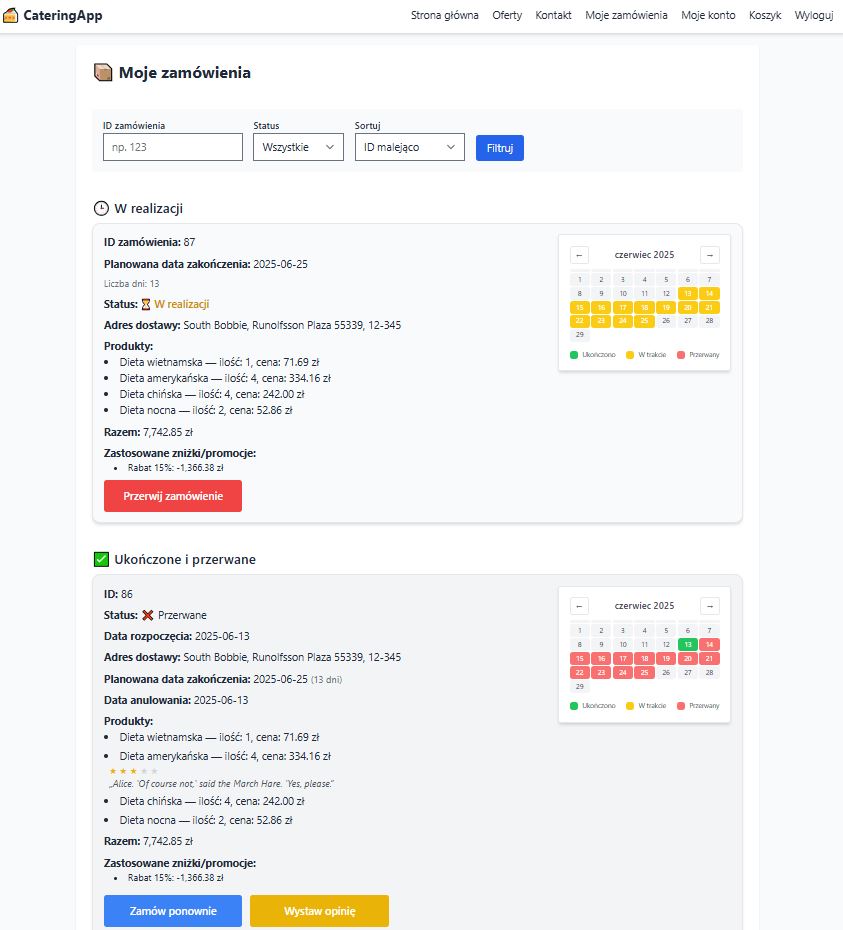 CateringApp
Strona główna Oferty Kontakt Moje zamówienia Moje konto Koszyk Wyloguj
Moje zamówienia
ID zamówienia Status Sortuj
np. 123 Wszystkie ID malejąco Filtruj
W realizacji
ID zamówienia: 87
Planowana data zakończenia: 2025-06-25
Liczba dni: 13
Status: ⏳ W realizacji
Adres dostawy: South Bobbie, Runolfsson Plaza 55339, 12-345
Produkty:
• Dieta wietnamska — ilość: 1, cena: 71.69 zł
• Dieta amerykańska — ilość: 4, cena: 334.16 zł
• Dieta chińska — ilość: 4, cena: 242.00 zł
• Dieta nocna — ilość: 2, cena: 52.86 zł
Razem: 7,742.85 zł
Zastosowane zniżki/promocje:
• Rabat 15%: -1,366.38 zł
Przerwij zamówienie
← czerwiec 2025 →
1 2 3 4 5 6 7
8 9 10 11 12 13 14
15 16 17 18 19 20 21
22 23 24 25 26 27 28
29
Ukończono W trakcie Przerwany
Ukończone i przerwane
ID: 86
Status: ❌ Przerwane
Data rozpoczęcia: 2025-06-13
Adres dostawy: South Bobbie, Runolfsson Plaza 55339, 12-345
Planowana data zakończenia: 2025-06-25 (13 dni)
Data anulowania: 2025-06-13
Produkty:
• Dieta wietnamska — ilość: 1, cena: 71.69 zł
• Dieta amerykańska — ilość: 4, cena: 334.16 zł
★★★★★
„Alice. 'Of course not,' said the March Hare. 'Yes, please.”
• Dieta chińska — ilość: 4, cena: 242.00 zł
• Dieta nocna — ilość: 2, cena: 52.86 zł
Razem: 7,742.85 zł
Zastosowane zniżki/promocje:
• Rabat 15%: -1,366.38 zł
Zamów ponownie Wystaw opinię
← czerwiec 2025 →
1 2 3 4 5 6 7
8 9 10 11 12 13 14
15 16 17 18 19 20 21
22 23 24 25 26 27 28
29
Ukończono W trakcie Przerwany